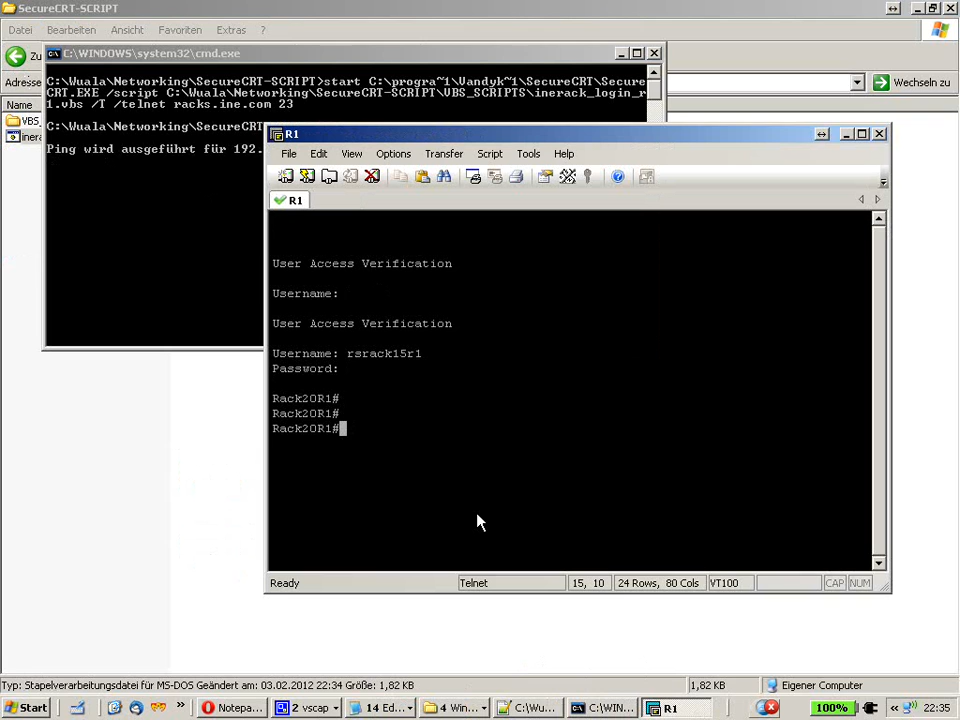 SecureCRT-SCRIPT
Datei Bearbeiten Ansicht Favoriten Extras ?
Zu
Adresse
Wechseln zu
Name
VBS_
inera
C:\WINDOWS\system32\cmd.exe
C:\Wuala\Networking\SecureCRT-SCRIPT>start C:\progra~1\Vandyk~1\SecureCRT\Secure
CRT.EXE /script C:\Wuala\Networking\SecureCRT-SCRIPT\VBS_SCRIPTS\inerack_login_r
1.vbs /T /telnet racks.ine.com 23
C:\Wuala\Networking\SecureCRT
Ping wird ausgeführt für 192.
R1
File Edit View Options Transfer Script Tools Help
R1
User Access Verification
Username:
User Access Verification
Username: rsrack15r1
Password:
Rack20R1#
Rack20R1#
Rack20R1#
Ready Telnet 15, 10 24 Rows, 80 Cols VT100 CAP NUM
Typ: Stapelverarbeitungsdatei für MS-DOS Geändert am: 03.02.2012 22:34 Größe: 1,82 KB 1,82 KB Eigener Computer
Start » Notepa... 2 vscap 14 Ed... 4 Win... C:\Wu... C:\WIN... R1 100% « 22:35